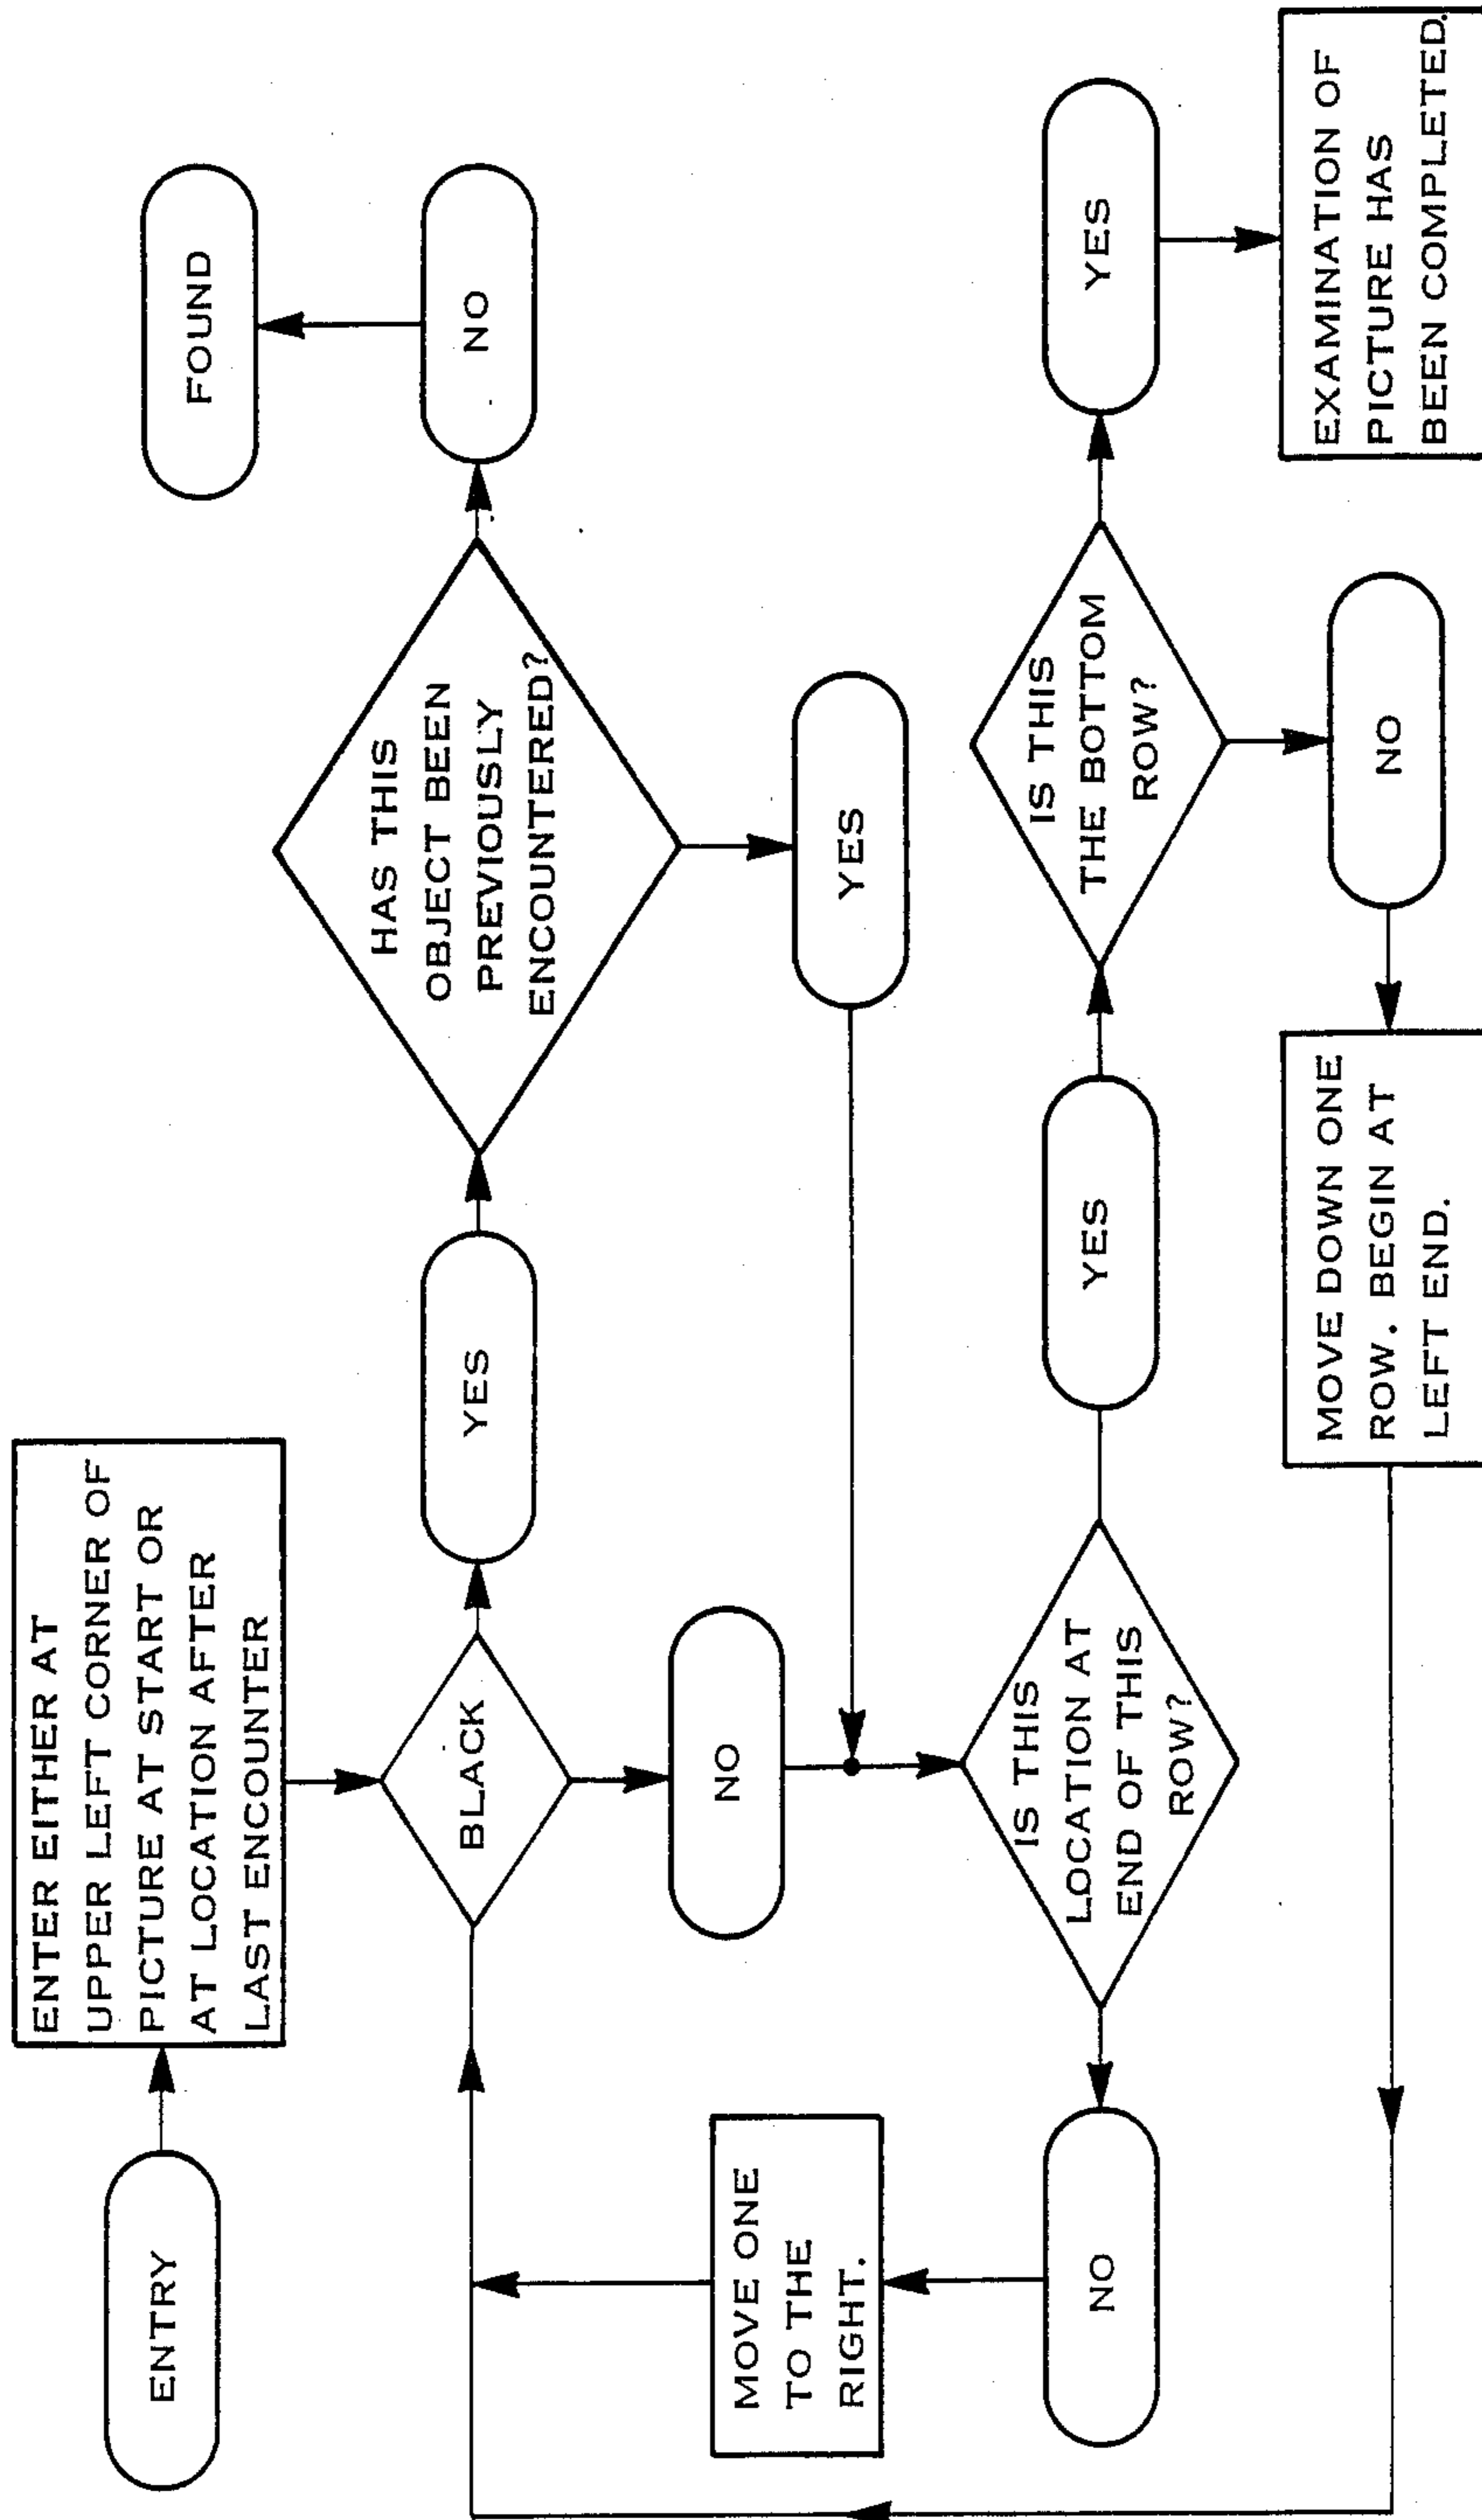 ENTRY
ENTER EITHER AT
UPPER LEFT CORNER OF
PICTURE AT START OR
AT LOCATION AFTER
LAST ENCOUNTER
BLACK
YES
HAS THIS
OBJECT BEEN
PREVIOUSLY
ENCOUNTERED?
NO
FOUND
YES
NO
MOVE ONE
TO THE
RIGHT.
NO
IS THIS
LOCATION AT
END OF THIS
ROW?
YES
IS THIS
THE BOTTOM
ROW?
YES
EXAMINATION OF
PICTURE HAS
BEEN COMPLETED.
NO
MOVE DOWN ONE
ROW. BEGIN AT
LEFT END.